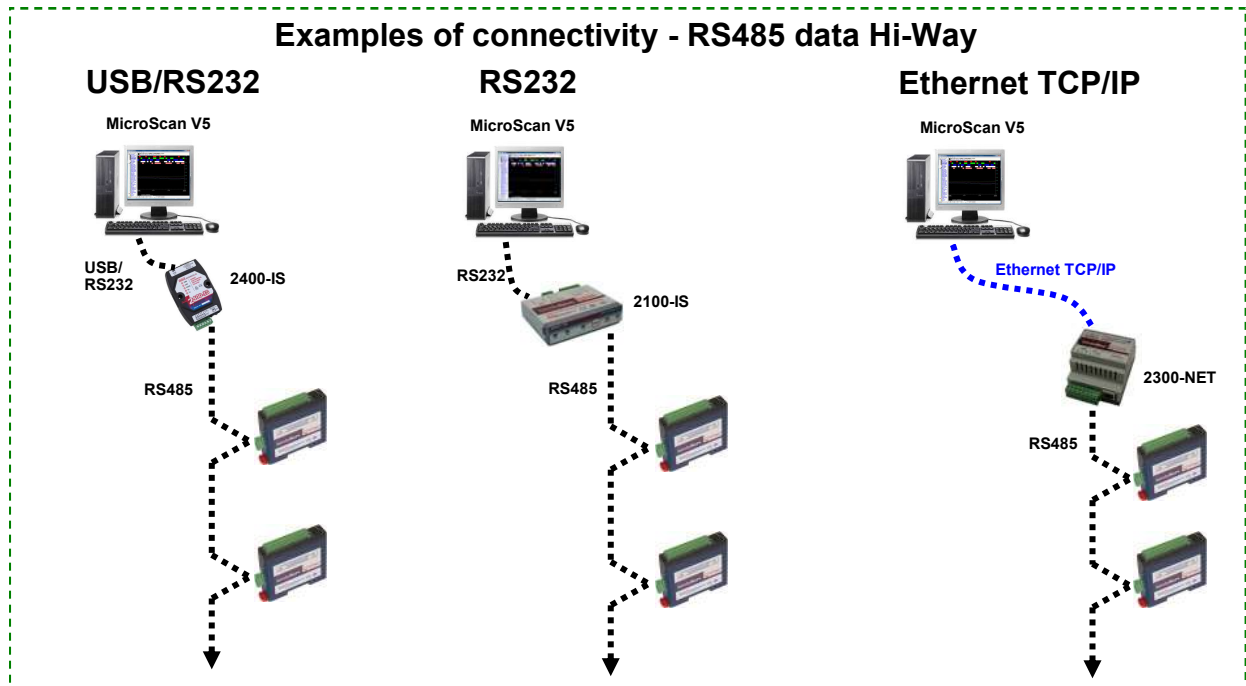 Examples of connectivity - RS485 data Hi-Way
USB/RS232
MicroScan V5
USB/
RS232
2400-IS
RS485
RS232
MicroScan V5
RS232
2100-IS
RS485
Ethernet TCP/IP
MicroScan V5
Ethernet TCP/IP
2300-NET
RS485